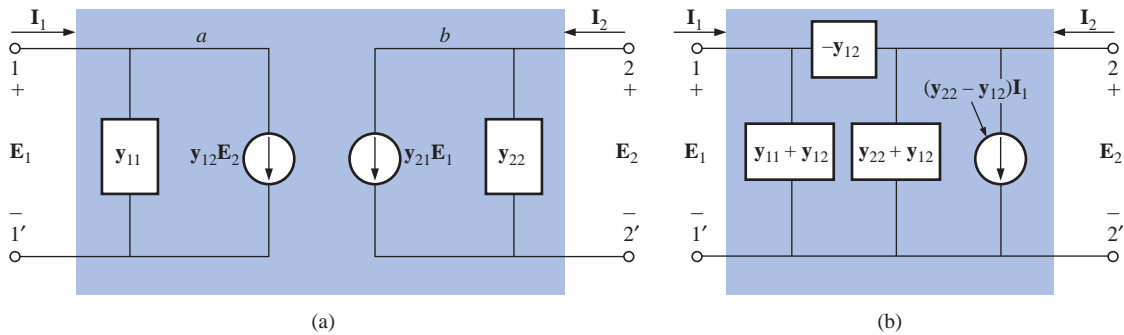 I₁
a
b
I₂
1
+
2
+
E₁
y₁₁
y₁₂E₂
y₂₁E₁
y₂₂
E₂
−
1′
−
2′
(a)
I₁
−y₁₂
I₂
1
+
2
+
(y₂₂ − y₁₂)I₁
E₁
y₁₁ + y₁₂
y₂₂ + y₁₂
E₂
−
1′
−
2′
(b)